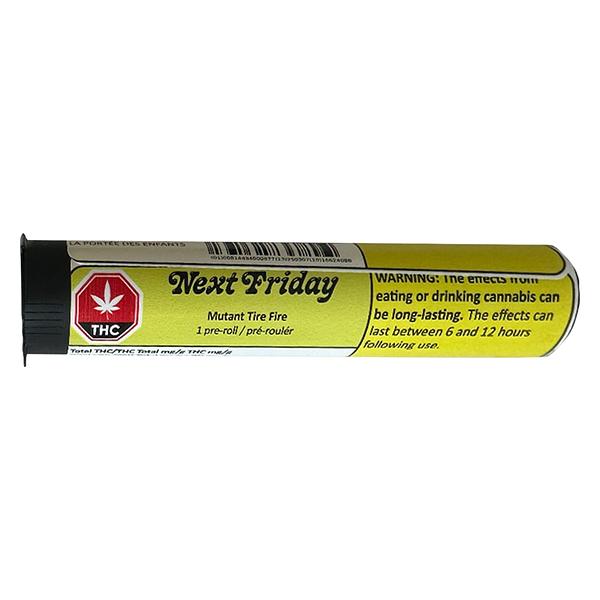 LA PORTÉE DES ENFANTS
Next Friday
Mutant Tire Fire
1 pre-roll / pré-rouler
THC
Total THC/THC Total mg/g THC mg/g
WARNING: The effects from
eating or drinking cannabis can
be long-lasting. The effects can
last between 6 and 12 hours
following use.